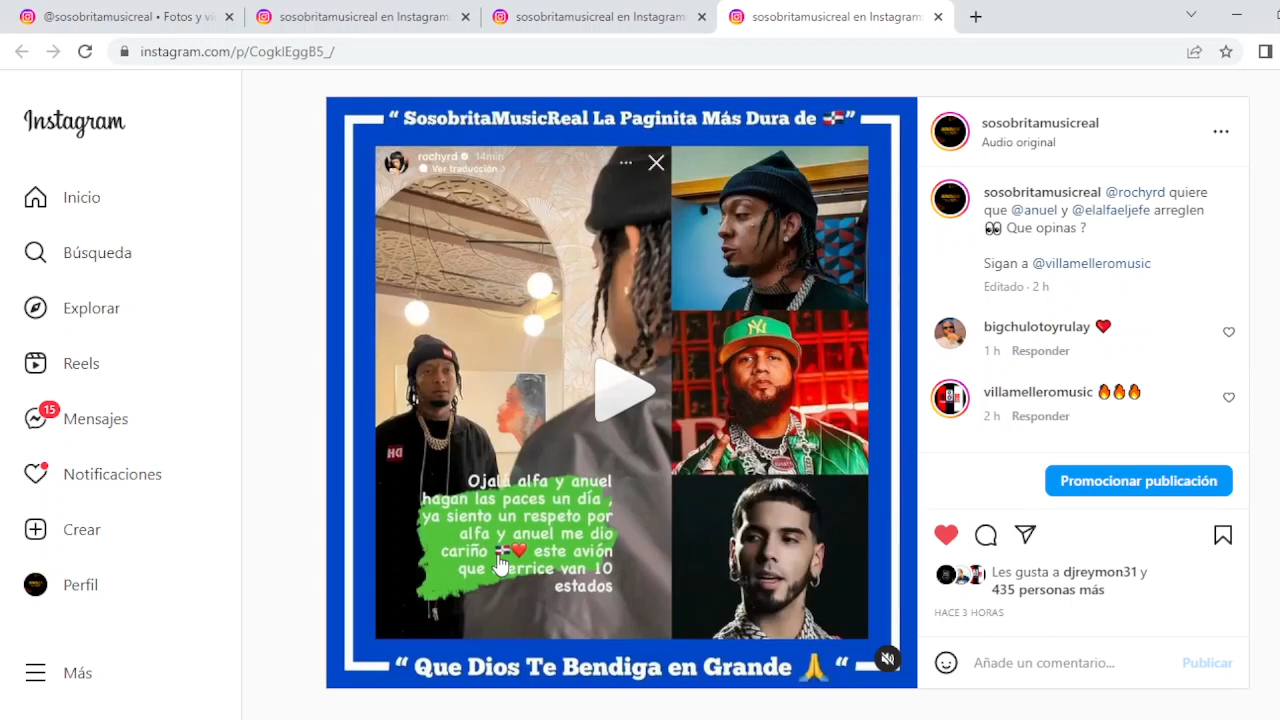 @sosobritamusicreal • Fotos y ví
sosobritamusicreal en Instagram
sosobritamusicreal en Instagram
sosobritamusicreal en Instagram
instagram.com/p/CogklEggB5_/
Instagram
Inicio
Búsqueda
Explorar
Reels
15
Mensajes
Notificaciones
Crear
Perfil
Más
“ SosobritaMusicReal La Paginita Más Dura de 🇩🇴”
rochyrd 14min
Ver traducción >
NY
Ojalá alfa y anuel
hagan las paces un día ,
ya siento un respeto por
alfa y anuel me dio
cariño 🇩🇴❤️ este avión
que errice van 10
estados
“ Que Dios Te Bendiga en Grande 🙏 “
sosobritamusicreal
Audio original
sosobritamusicreal @rochyrd quiere
que @anuel y @elalfaeljefe arreglen
👀 Que opinas ?
Sigan a @villamelleromusic
Editado · 2 h
bigchulotoyrulay ❤️
1 h Responder
villamelleromusic 🔥🔥🔥
2 h Responder
Promocionar publicación
Les gusta a djreymon31 y
435 personas más
HACE 3 HORAS
Añade un comentario...
Publicar